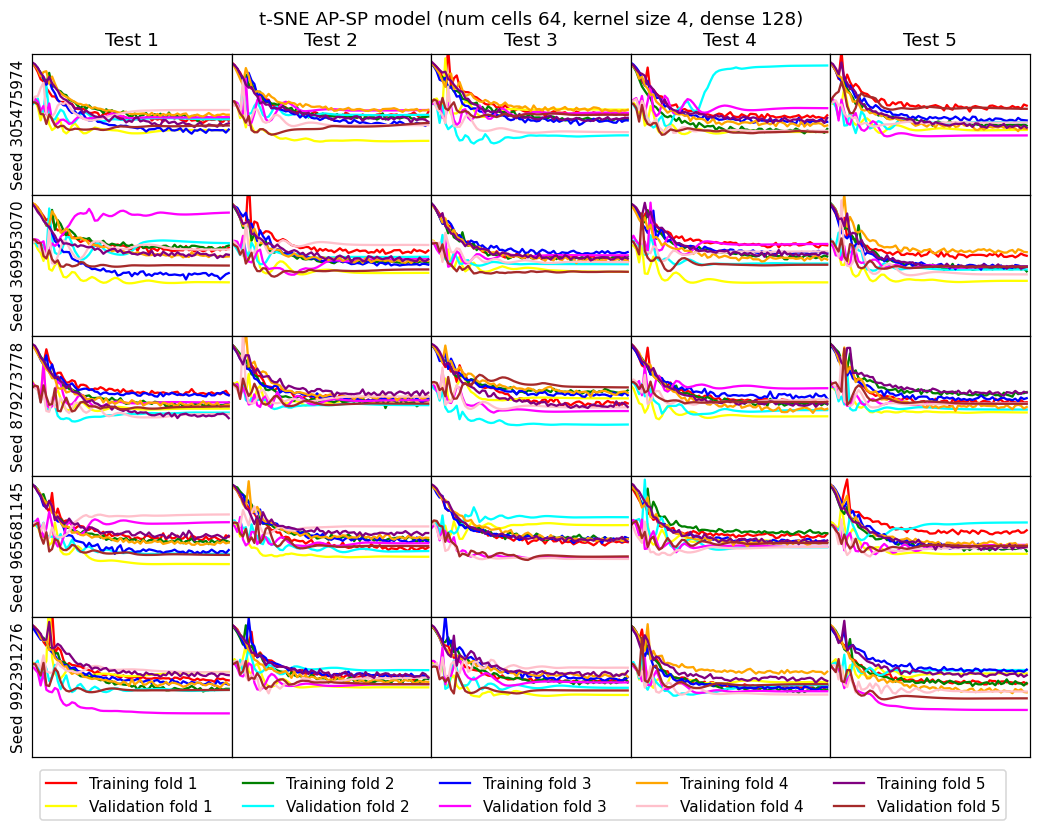 t-SNE AP-SP model (num cells 64, kernel size 4, dense 128)
Test 1 Test 2 Test 3 Test 4 Test 5
Seed 305475974
Seed 3699953070
Seed 8792773778
Seed 965681145
Seed 992391276
Training fold 1 Training fold 2 Training fold 3 Training fold 4 Training fold 5
Validation fold 1 Validation fold 2 Validation fold 3 Validation fold 4 Validation fold 5